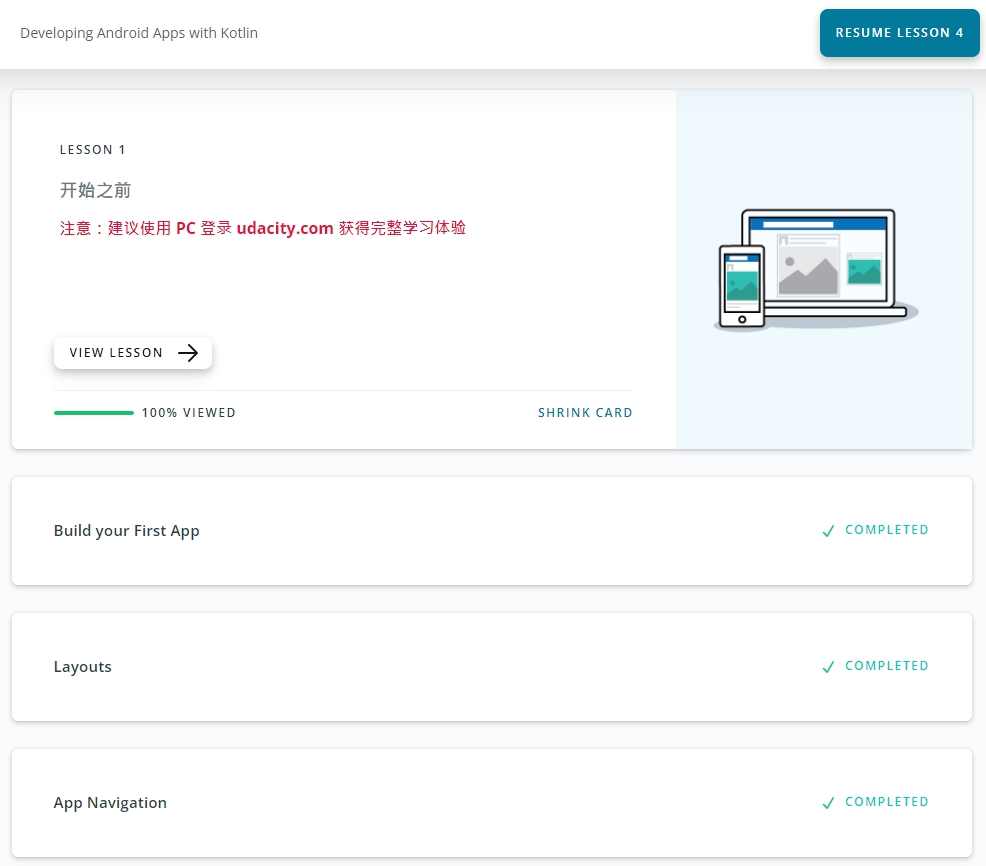 Developing Android Apps with Kotlin
RESUME LESSON 4
LESSON 1
开始之前
注意：建议使用 PC 登录 udacity.com 获得完整学习体验
VIEW LESSON
100% VIEWED
SHRINK CARD
Build your First App
COMPLETED
Layouts
COMPLETED
App Navigation
COMPLETED